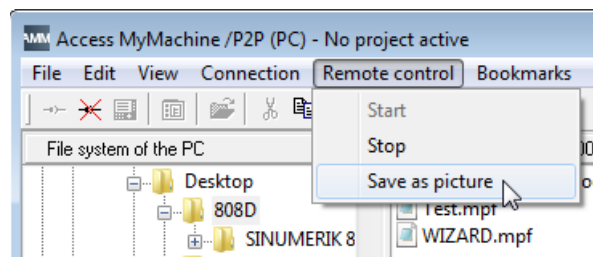 AMM Access MyMachine /P2P (PC) - No project active
File Edit View Connection Remote control Bookmarks
Start
File system of the PC
Stop
Desktop
Save as picture
808D
Test.mpf
SINUMERIK 8
WIZARD.mpf